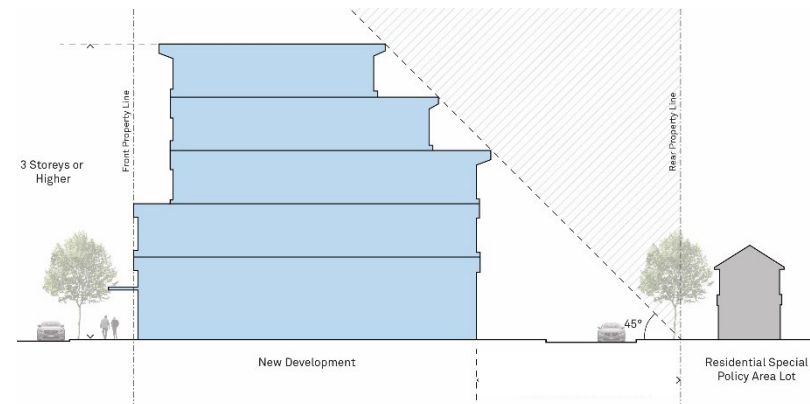 3 Storeys or
Higher
Front Property Line
Rear Property Line
45°
New Development
Residential Special
Policy Area Lot